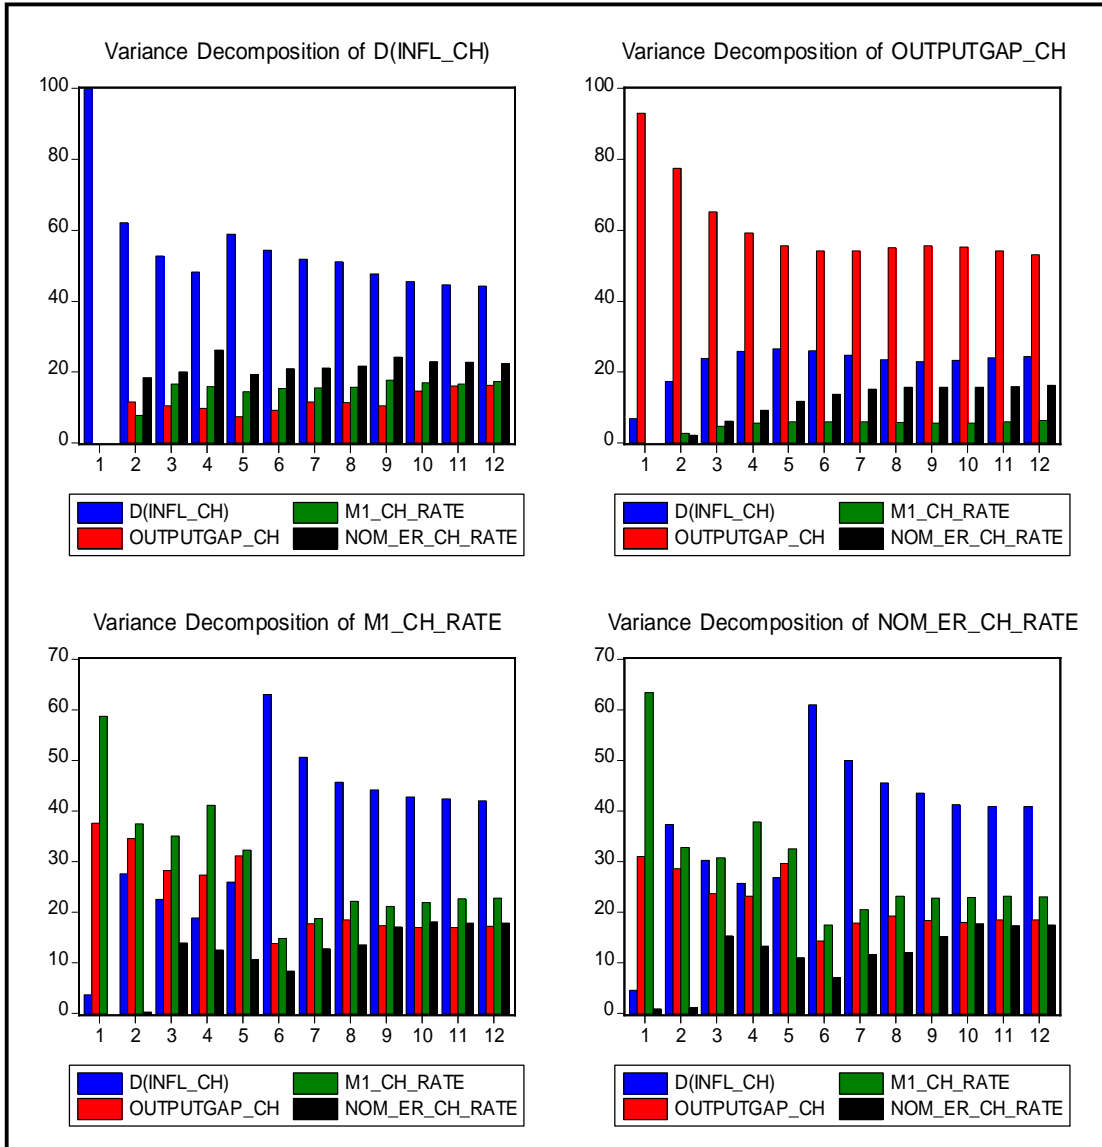 Variance Decomposition of D(INFL_CH)
100
80
60
40
20
0
1 2 3 4 5 6 7 8 9 10 11 12
D(INFL_CH) M1_CH_RATE
OUTPUTGAP_CH NOM_ER_CH_RATE
Variance Decomposition of OUTPUTGAP_CH
100
80
60
40
20
0
1 2 3 4 5 6 7 8 9 10 11 12
D(INFL_CH) M1_CH_RATE
OUTPUTGAP_CH NOM_ER_CH_RATE
Variance Decomposition of M1_CH_RATE
70
60
50
40
30
20
10
0
1 2 3 4 5 6 7 8 9 10 11 12
D(INFL_CH) M1_CH_RATE
OUTPUTGAP_CH NOM_ER_CH_RATE
Variance Decomposition of NOM_ER_CH_RATE
70
60
50
40
30
20
10
0
1 2 3 4 5 6 7 8 9 10 11 12
D(INFL_CH) M1_CH_RATE
OUTPUTGAP_CH NOM_ER_CH_RATE